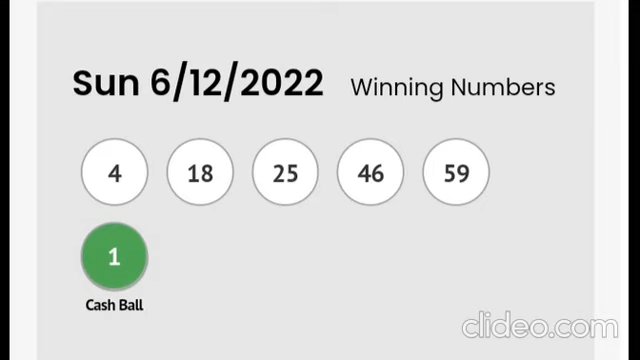 Sun 6/12/2022 Winning Numbers
4 18 25 46 59
1
Cash Ball
clideo.com